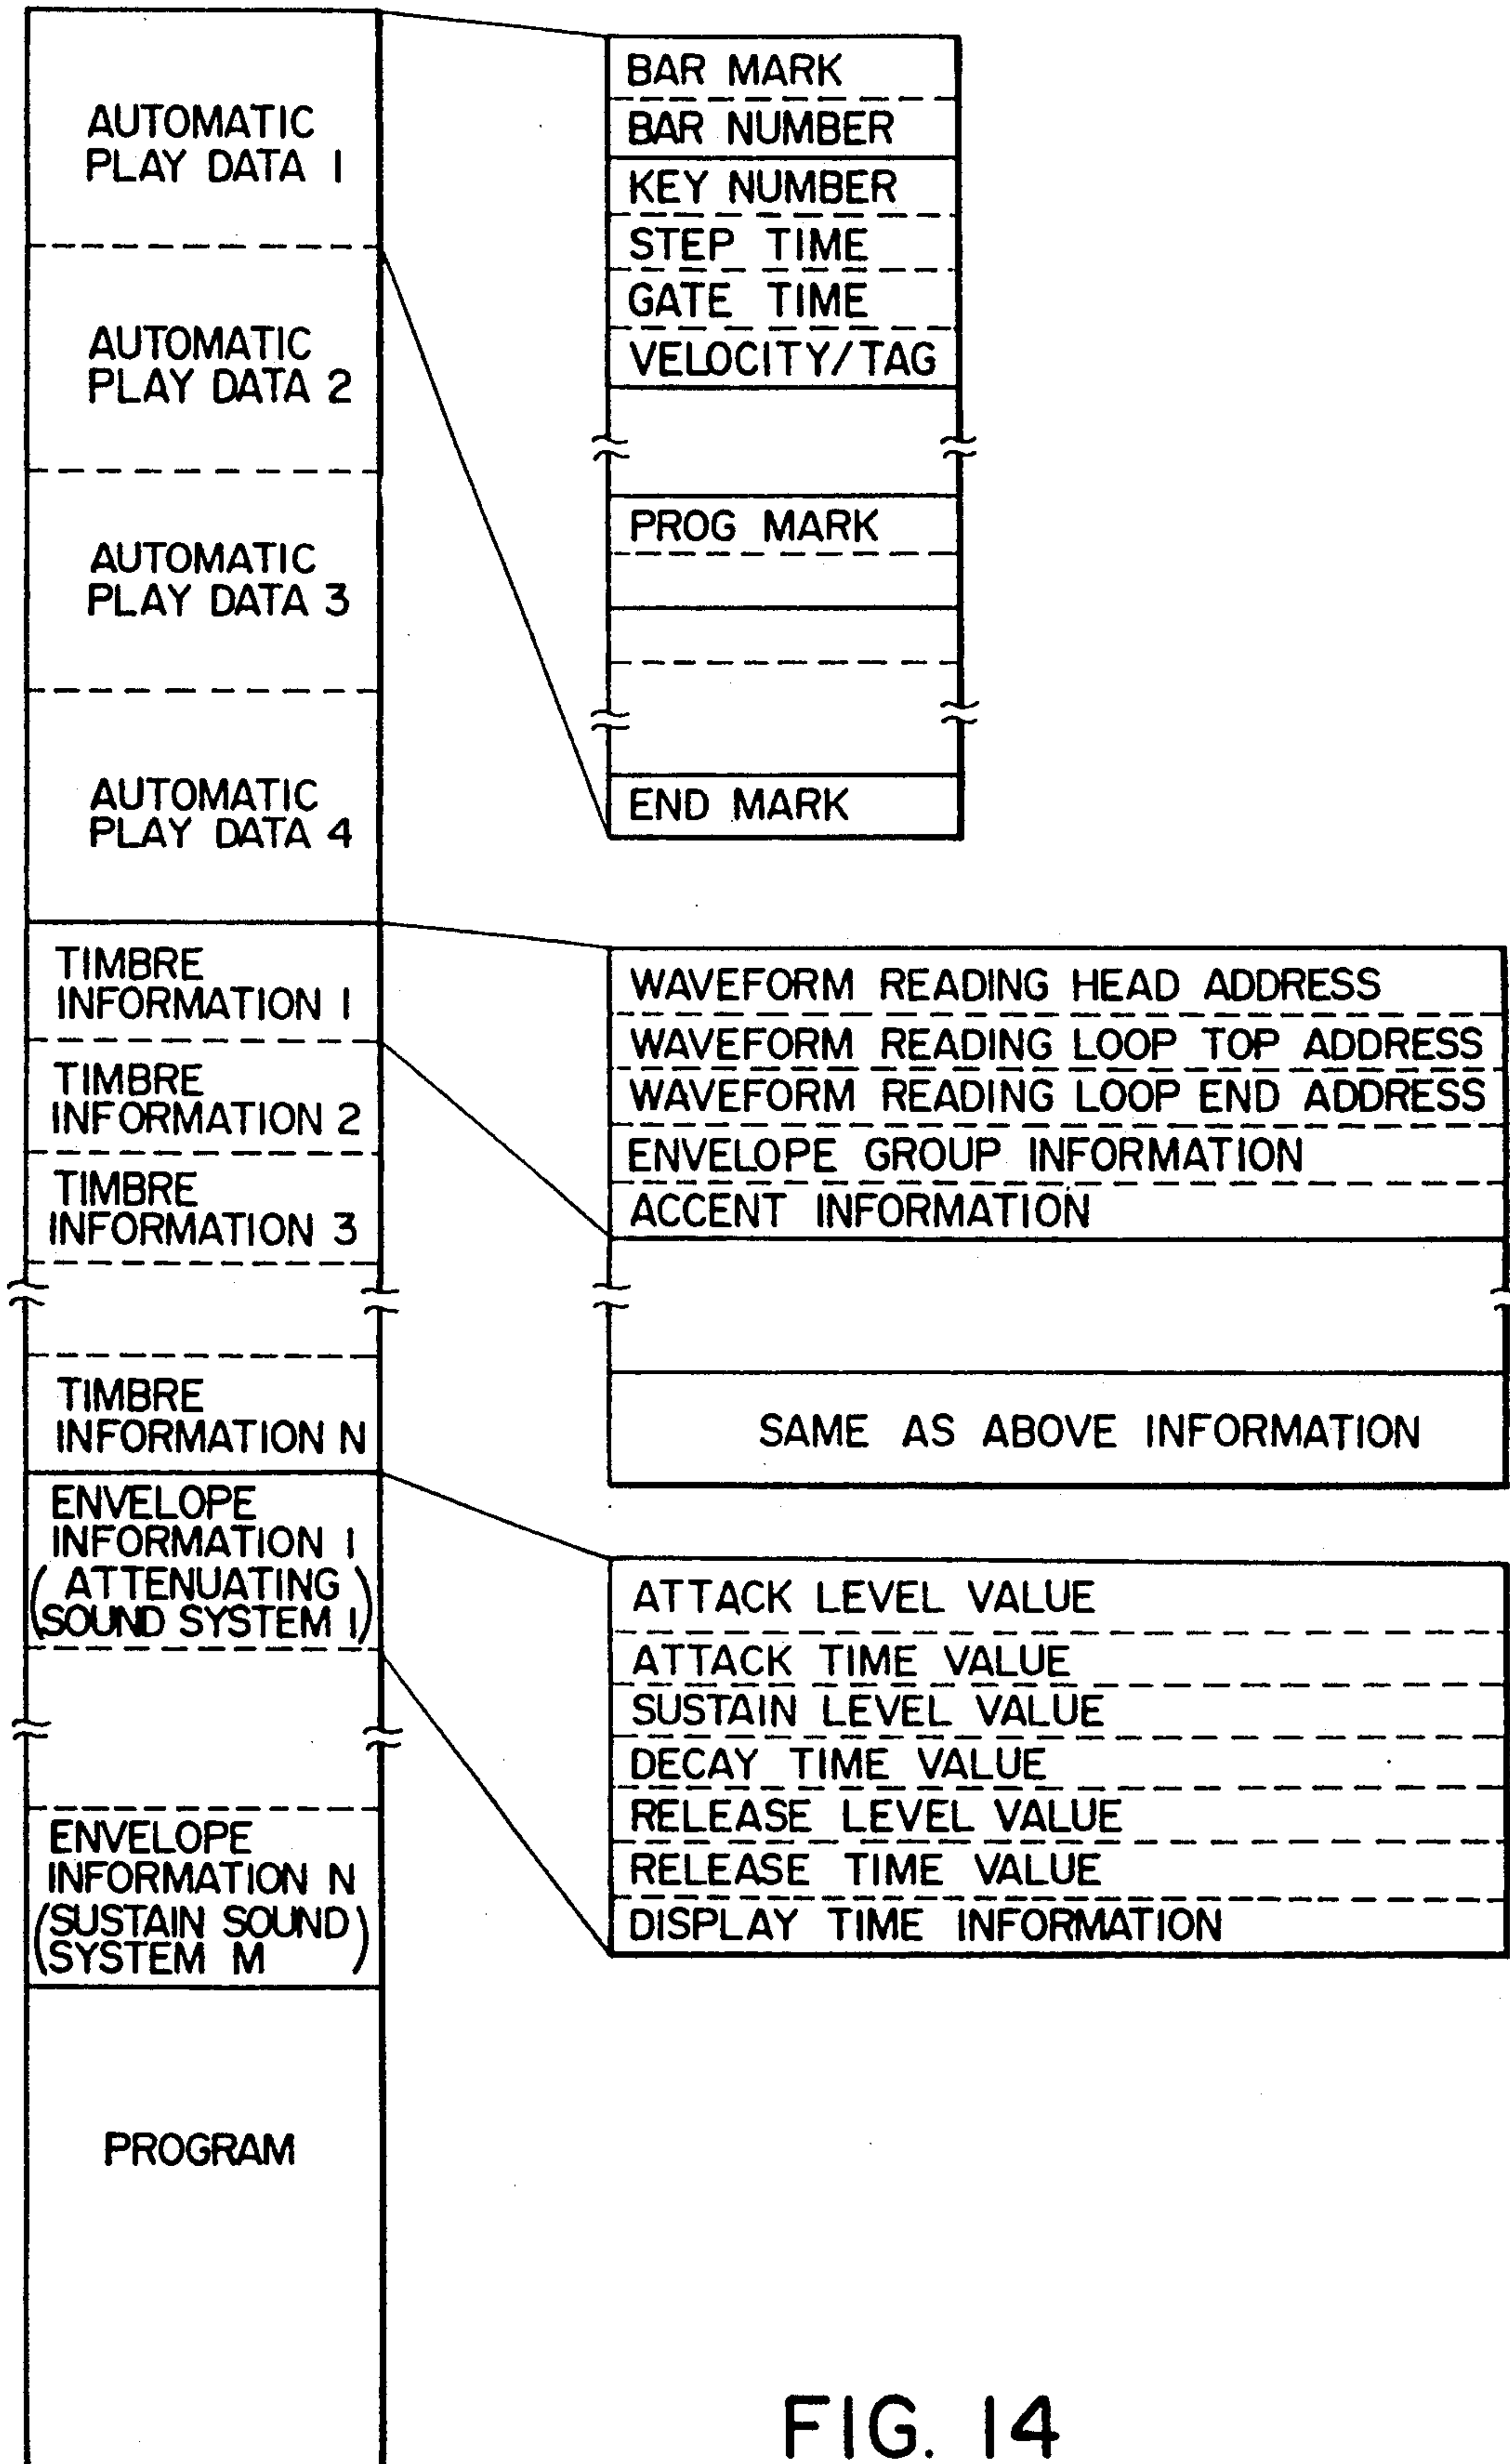 AUTOMATIC
PLAY DATA 1
AUTOMATIC
PLAY DATA 2
AUTOMATIC
PLAY DATA 3
AUTOMATIC
PLAY DATA 4
TIMBRE
INFORMATION 1
TIMBRE
INFORMATION 2
TIMBRE
INFORMATION 3
TIMBRE
INFORMATION N
ENVELOPE
INFORMATION 1
(ATTENUATING
SOUND SYSTEM 1)
ENVELOPE
INFORMATION N
(SUSTAIN SOUND
SYSTEM M)
PROGRAM
BAR MARK
BAR NUMBER
KEY NUMBER
STEP TIME
GATE TIME
VELOCITY/TAG
PROG MARK
END MARK
WAVEFORM READING HEAD ADDRESS
WAVEFORM READING LOOP TOP ADDRESS
WAVEFORM READING LOOP END ADDRESS
ENVELOPE GROUP INFORMATION
ACCENT INFORMATION
SAME AS ABOVE INFORMATION
ATTACK LEVEL VALUE
ATTACK TIME VALUE
SUSTAIN LEVEL VALUE
DECAY TIME VALUE
RELEASE LEVEL VALUE
RELEASE TIME VALUE
DISPLAY TIME INFORMATION
FIG. 14